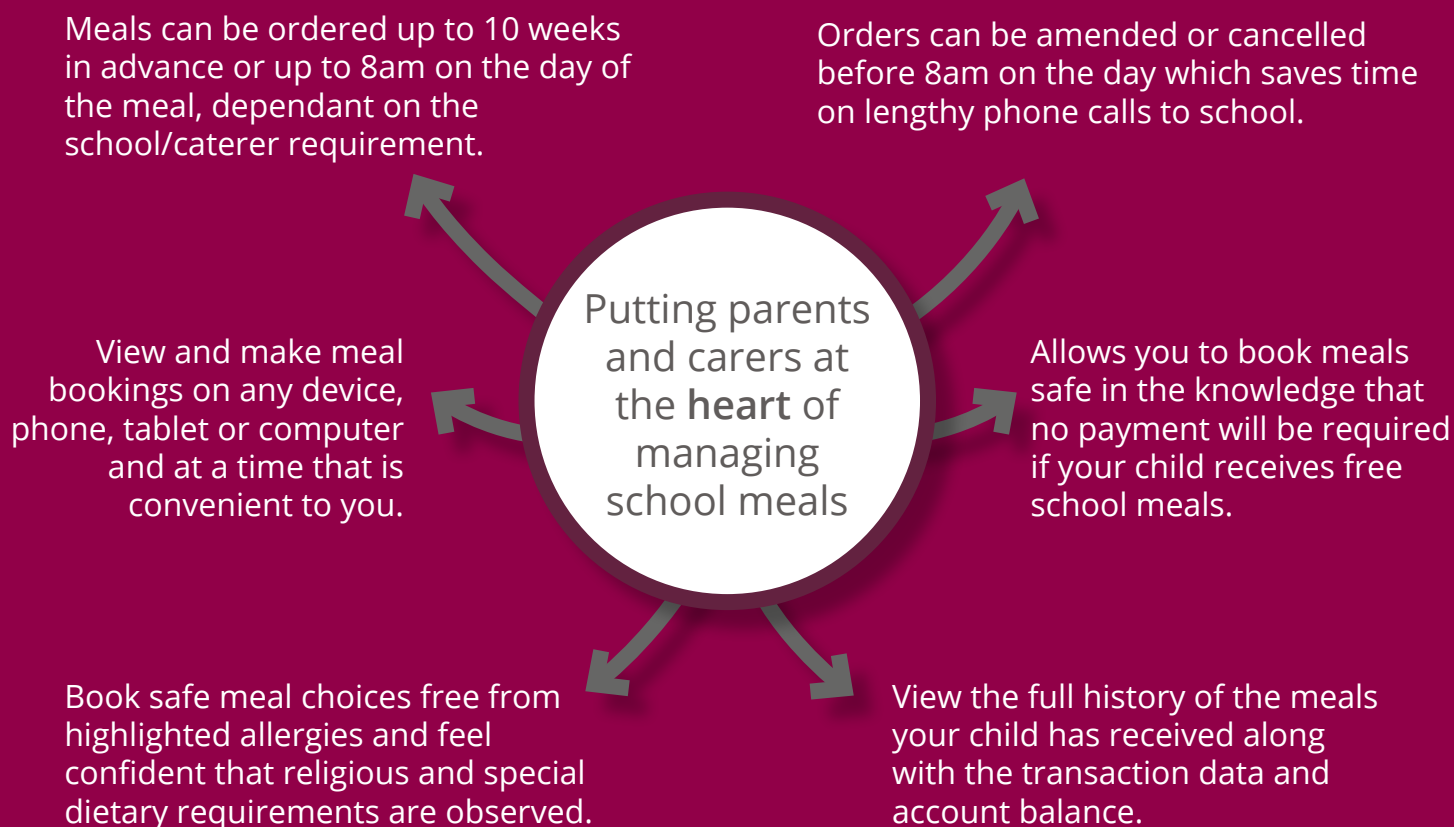 Meals can be ordered up to 10 weeks
in advance or up to 8am on the day of
the meal, dependant on the
school/caterer requirement.
Orders can be amended or cancelled
before 8am on the day which saves time
on lengthy phone calls to school.
View and make meal
bookings on any device,
phone, tablet or computer
and at a time that is
convenient to you.
Putting parents
and carers at
the heart of
managing
school meals
Allows you to book meals
safe in the knowledge that
no payment will be required
if your child receives free
school meals.
Book safe meal choices free from
highlighted allergies and feel
confident that religious and special
dietary requirements are observed.
View the full history of the meals
your child has received along
with the transaction data and
account balance.